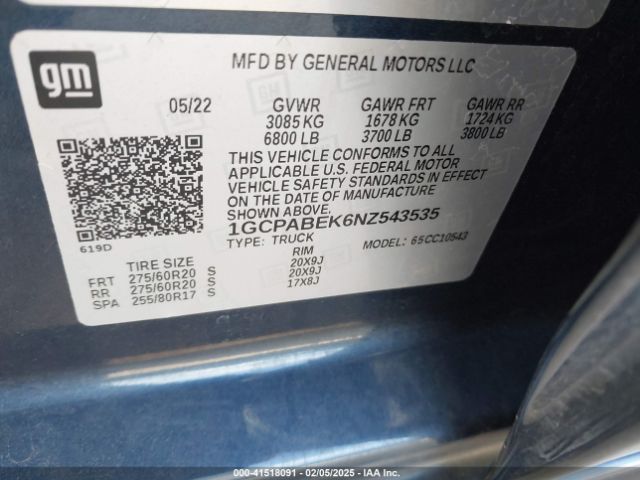 gm
MFD BY GENERAL MOTORS LLC
05/22 GVWR GAWR FRT GAWR RR
3085 KG 1678 KG 1724 KG
6800 LB 3700 LB 3800 LB
THIS VEHICLE CONFORMS TO ALL
APPLICABLE U.S. FEDERAL MOTOR
VEHICLE SAFETY STANDARDS IN EFFECT
ON THE DATE OF MANUFACTURE
SHOWN ABOVE.
1GCPABEK6NZ543535
619D TYPE: TRUCK MODEL: 65CC10543
TIRE SIZE RIM
FRT 275/60R20 S 20X9J
RR 275/60R20 S 20X9J
SPA 255/80R17 S 17X8J
000-41518091 - 02/05/2025 - IAA Inc.